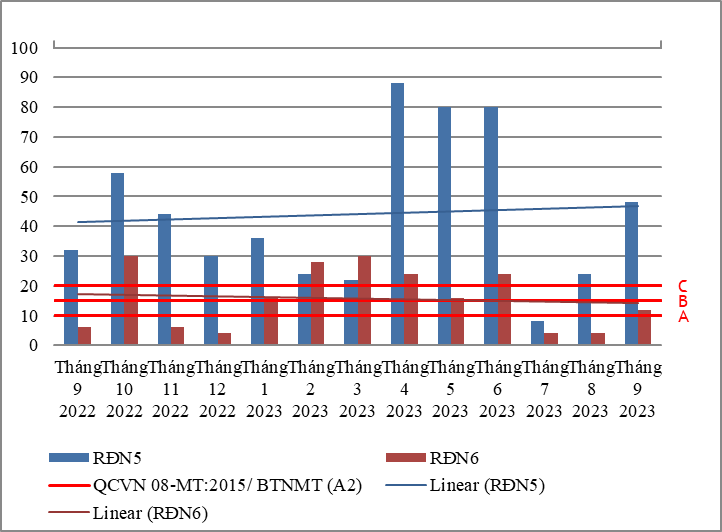 100
90
80
70
60
50
40
30
20
10
0
C
B
A
Tháng Tháng Tháng Tháng Tháng Tháng Tháng Tháng Tháng Tháng Tháng Tháng Tháng
9 10 11 12 1 2 3 4 5 6 7 8 9
2022 2022 2022 2022 2023 2023 2023 2023 2023 2023 2023 2023 2023
RĐN5
RĐN6
QCVN 08-MT:2015/ BTNMT (A2)
Linear (RĐN5)
Linear (RĐN6)